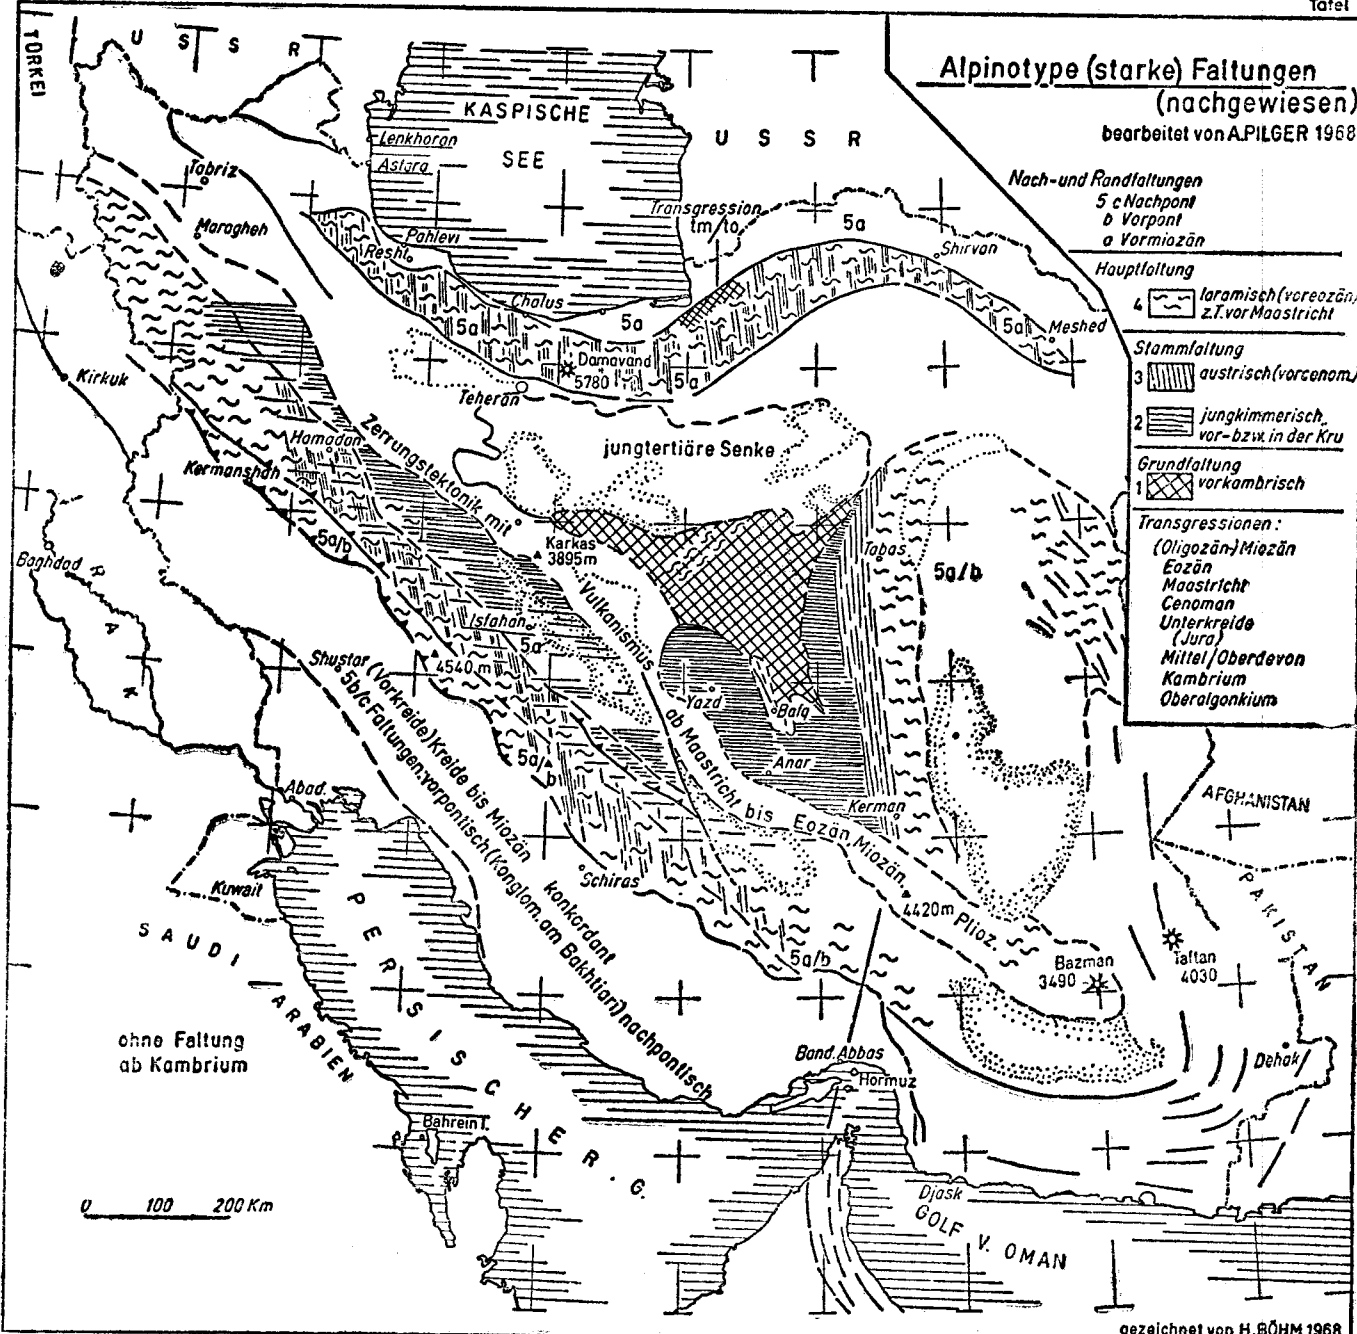 Tafel
Alpinotype (starke) Faltungen
(nachgewiesen)
bearbeitet von A.PILGER 1968
Nach-und Randfaltungen
5 c Nachpont
b Vorpont
a Vormiozän
Hauptfaltung
4 laramisch (voreozän)
z.T. vor Maastricht
Stammfaltung
3 austrisch (vorcenom.)
2 jungkimmerisch,
vor-bzw. in der Kru
Grundfaltung
1 vorkambrisch
Transgressionen:
(Oligozän-) Miozän
Eozän
Maastricht
Cenoman
Unterkreide
(Jura)
Mittel/Oberdevon
Kambrium
Oberalgonkium
TÜRKEI
USSR
KASPISCHE
SEE
USSR
Lenkhoran
Astara
Tabriz
Maragheh
Pahlevi
Resht
Chalus
Transgression
tm/to
5a
Shirvan
5a
5a
5a
5a
Meshed
Damavand
5780
Teheran
Kirkuk
Hamadan
Kermanshah
jungtertiäre Senke
Zerrungstektonik mit
Vulkanismus
ab Maastricht bis Eozän Miozän Plioz.
Karkas
3895m
Tabas
5a/b
5a/b
Baghdad
IRAK
Isfahan
5a
4540 m
Shustar
(Vorkreide) Kreide bis Miozän
konkordant
5b/c Faltungen: vorpontisch (Konglom. am Bakhtiari) nachpontisch
Yazd
Bafq
Anar
Kerman
5a/
b
Abad.
Kuwait
Schiras
4420m
5a/b
Bazman
3490
Taftan
4030
AFGHANISTAN
PAKISTAN
SAUDI ARABIEN
PERSISCHER G.
ohne Faltung
ab Kambrium
Band. Abbas
Hormuz
Dehak
Bahrein I.
Djask
GOLF V. OMAN
0 100 200 Km
gezeichnet von H.BÖHM 1968